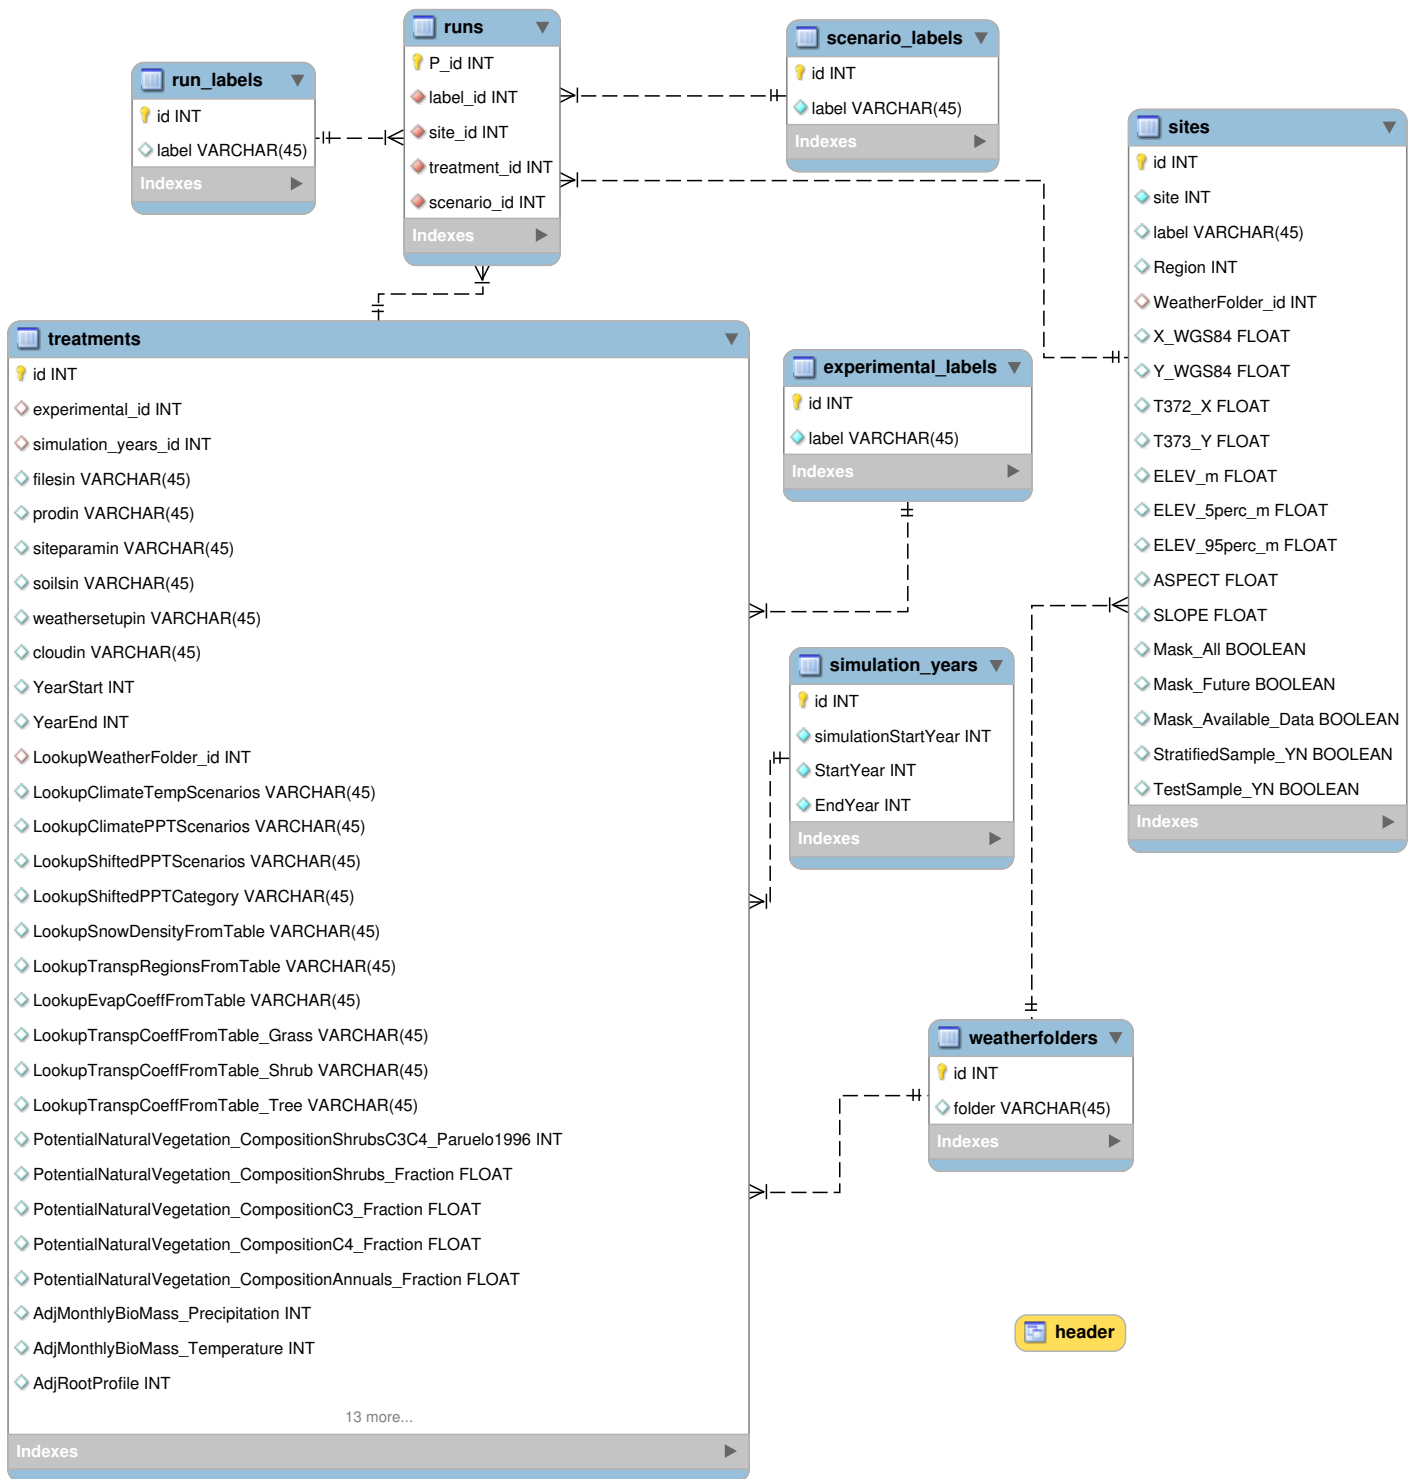 runs
P_id INT
label_id INT
site_id INT
treatment_id INT
scenario_id INT
Indexes
run_labels
id INT
label VARCHAR(45)
Indexes
scenario_labels
id INT
label VARCHAR(45)
Indexes
sites
id INT
site INT
label VARCHAR(45)
Region INT
WeatherFolder_id INT
X_WGS84 FLOAT
Y_WGS84 FLOAT
T372_X FLOAT
T373_Y FLOAT
ELEV_m FLOAT
ELEV_5perc_m FLOAT
ELEV_95perc_m FLOAT
ASPECT FLOAT
SLOPE FLOAT
Mask_All BOOLEAN
Mask_Future BOOLEAN
Mask_Available_Data BOOLEAN
StratifiedSample_YN BOOLEAN
TestSample_YN BOOLEAN
Indexes
treatments
id INT
experimental_id INT
simulation_years_id INT
filesin VARCHAR(45)
prodin VARCHAR(45)
siteparamin VARCHAR(45)
soilsin VARCHAR(45)
weathersetupin VARCHAR(45)
cloudin VARCHAR(45)
YearStart INT
YearEnd INT
LookupWeatherFolder_id INT
LookupClimateTempScenarios VARCHAR(45)
LookupClimatePPTScenarios VARCHAR(45)
LookupShiftedPPTScenarios VARCHAR(45)
LookupShiftedPPTCategory VARCHAR(45)
LookupSnowDensityFromTable VARCHAR(45)
LookupTranspRegionsFromTable VARCHAR(45)
LookupEvapCoeffFromTable VARCHAR(45)
LookupTranspCoeffFromTable_Grass VARCHAR(45)
LookupTranspCoeffFromTable_Shrub VARCHAR(45)
LookupTranspCoeffFromTable_Tree VARCHAR(45)
PotentialNaturalVegetation_CompositionShrubsC3C4_Paruelo1996 INT
PotentialNaturalVegetation_CompositionShrubs_Fraction FLOAT
PotentialNaturalVegetation_CompositionC3_Fraction FLOAT
PotentialNaturalVegetation_CompositionC4_Fraction FLOAT
PotentialNaturalVegetation_CompositionAnnuals_Fraction FLOAT
AdjMonthlyBioMass_Precipitation INT
AdjMonthlyBioMass_Temperature INT
AdjRootProfile INT
13 more...
Indexes
experimental_labels
id INT
label VARCHAR(45)
Indexes
simulation_years
id INT
simulationStartYear INT
StartYear INT
EndYear INT
Indexes
weatherfolders
id INT
folder VARCHAR(45)
Indexes
header